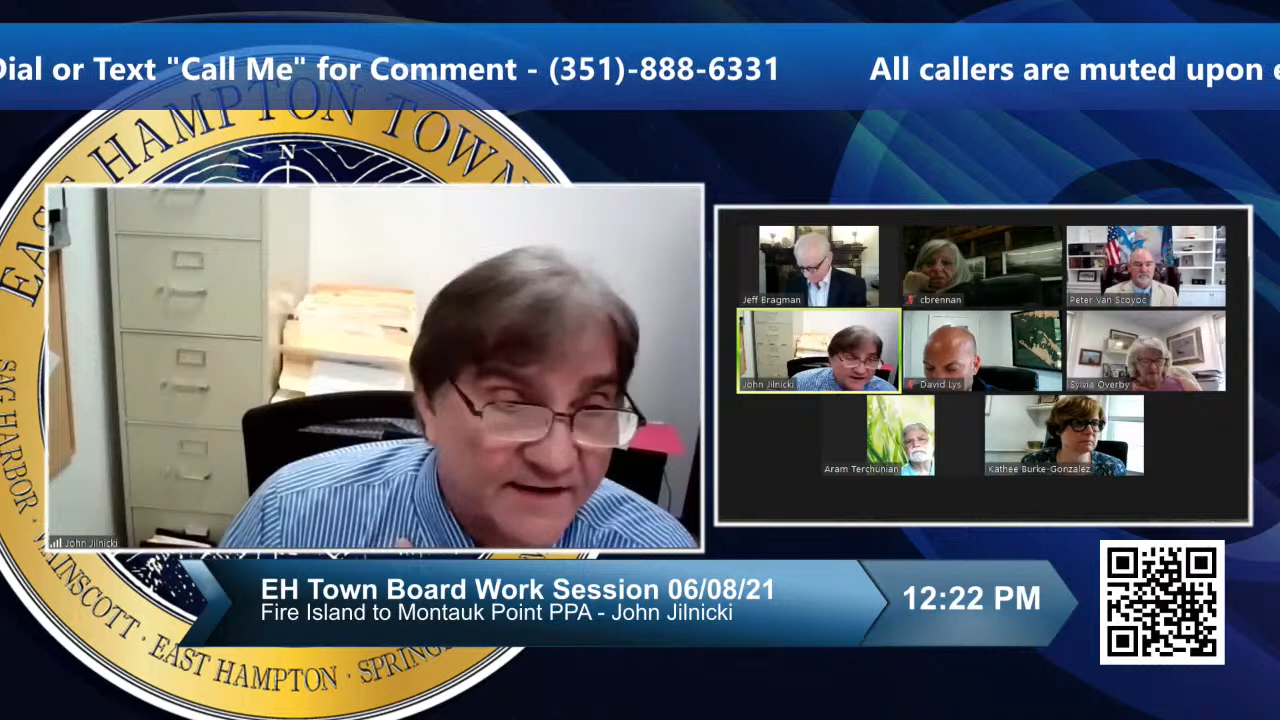 Dial or Text "Call Me" for Comment - (351)-888-6331 All callers are muted upon
EAST HAMPTON TOWN
N
John Jilnicki
Jeff Bragman
cbrennan
Peter Van Scoyoc
John Jilnicki
David Lys
Sylvia Overby
Aram Terchunian
Kathee Burke-Gonzalez
SAG HARBOR · WAINSCOTT · EAST HAMPTON · SPRINGS
EH Town Board Work Session 06/08/21
Fire Island to Montauk Point PPA - John Jilnicki
12:22 PM